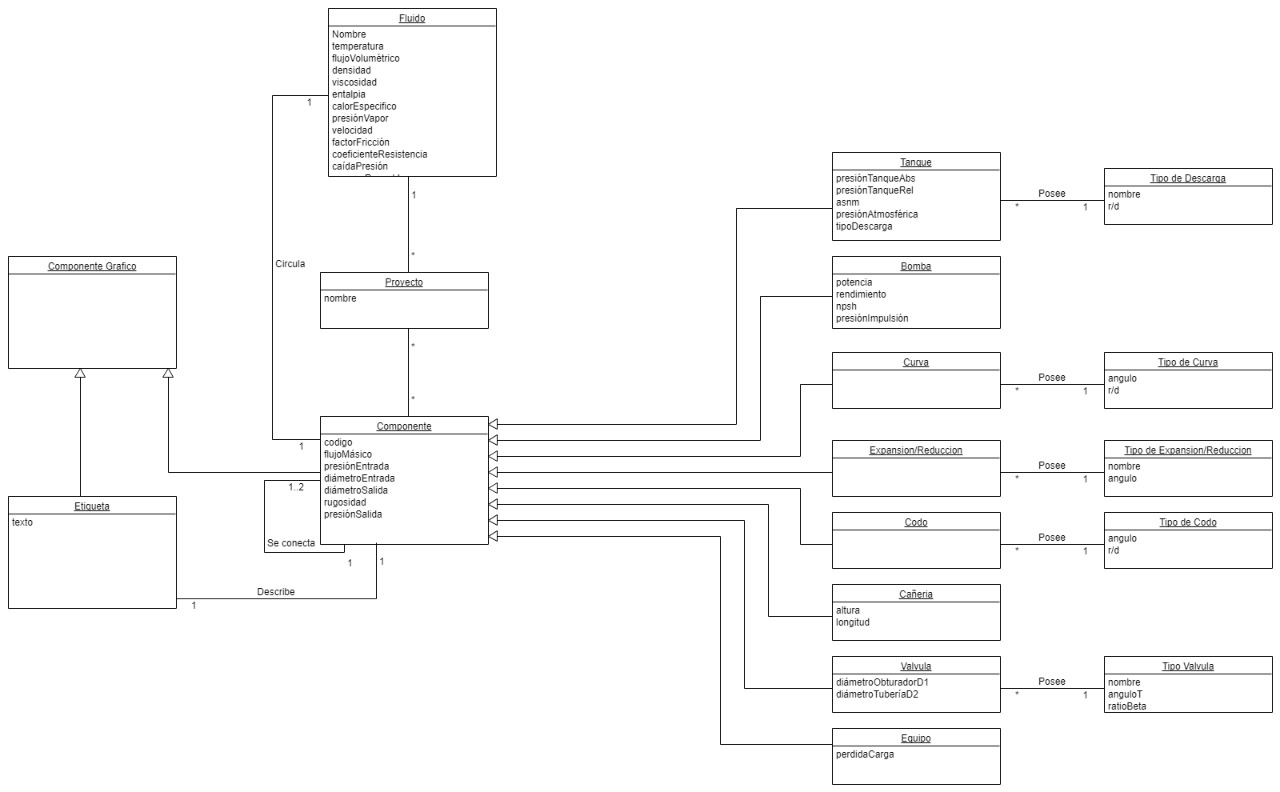 Fluido
Nombre
temperatura
flujoVolumétrico
densidad
viscosidad
entalpia
calorEspecifico
presiónVapor
velocidad
factorFricción
coeficienteResistencia
caídaPresión
1
1
*
Circula
Proyecto
nombre
*
*
Componente Grafico
Componente
codigo
flujoMásico
presiónEntrada
diámetroEntrada
diámetroSalida
rugosidad
presiónSalida
1
1..2
Se conecta
1
1
Etiqueta
texto
Describe
1
Tanque
presiónTanqueAbs
presiónTanqueRel
asnm
presiónAtmosférica
tipoDescarga
Posee
*
1
Tipo de Descarga
nombre
r/d
Bomba
potencia
rendimiento
npsh
presiónImpulsión
Curva
Posee
*
1
Tipo de Curva
angulo
r/d
Expansion/Reduccion
Posee
*
1
Tipo de Expansion/Reduccion
nombre
angulo
Codo
Posee
*
1
Tipo de Codo
angulo
r/d
Cañeria
altura
longitud
Valvula
diámetroObturadorD1
diámetroTuberíaD2
Posee
*
1
Tipo Valvula
nombre
anguloT
ratioBeta
Equipo
perdidaCarga